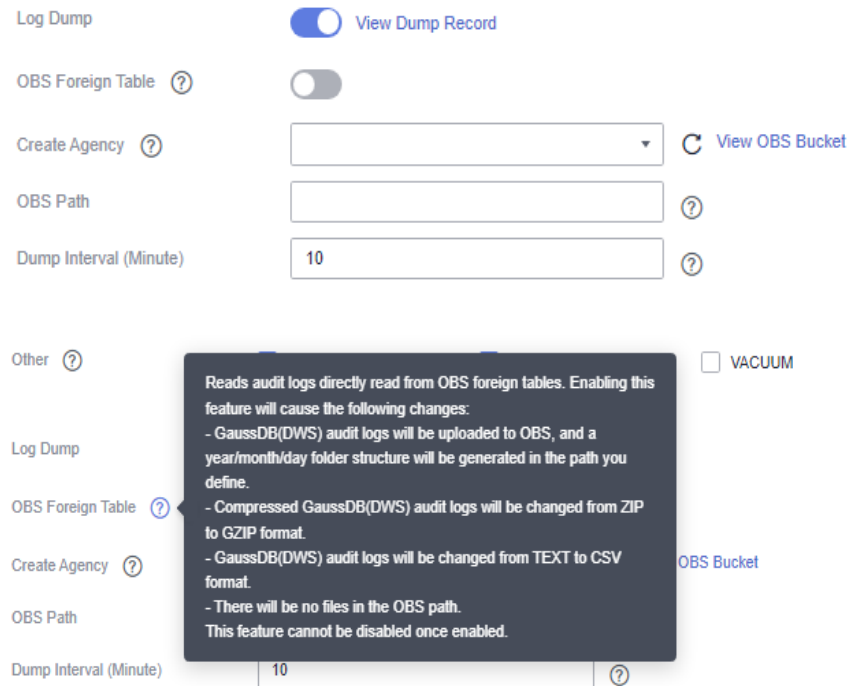 Log Dump View Dump Record
OBS Foreign Table ?
Create Agency ? View OBS Bucket
OBS Path ?
Dump Interval (Minute) 10 ?
Other ? VACUUM
Reads audit logs directly read from OBS foreign tables. Enabling this
feature will cause the following changes:
- GaussDB(DWS) audit logs will be uploaded to OBS, and a
year/month/day folder structure will be generated in the path you
define.
- Compressed GaussDB(DWS) audit logs will be changed from ZIP
to GZIP format.
- GaussDB(DWS) audit logs will be changed from TEXT to CSV
format.
- There will be no files in the OBS path.
This feature cannot be disabled once enabled.
Log Dump
OBS Foreign Table ?
Create Agency ? OBS Bucket
OBS Path
Dump Interval (Minute) 10 ?